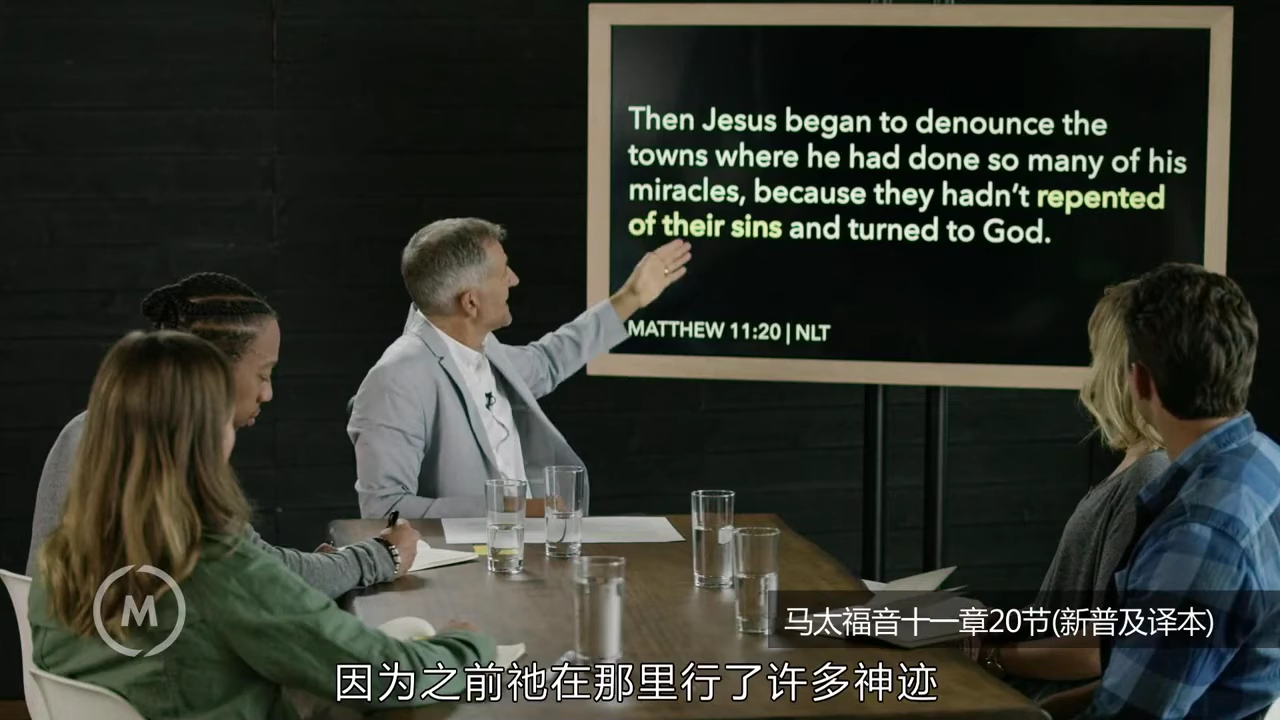 Then Jesus began to denounce the
towns where he had done so many of his
miracles, because they hadn't repented
of their sins and turned to God.
MATTHEW 11:20 | NLT
M
马太福音十一章20节(新普及译本)
因为之前祂在那里行了许多神迹